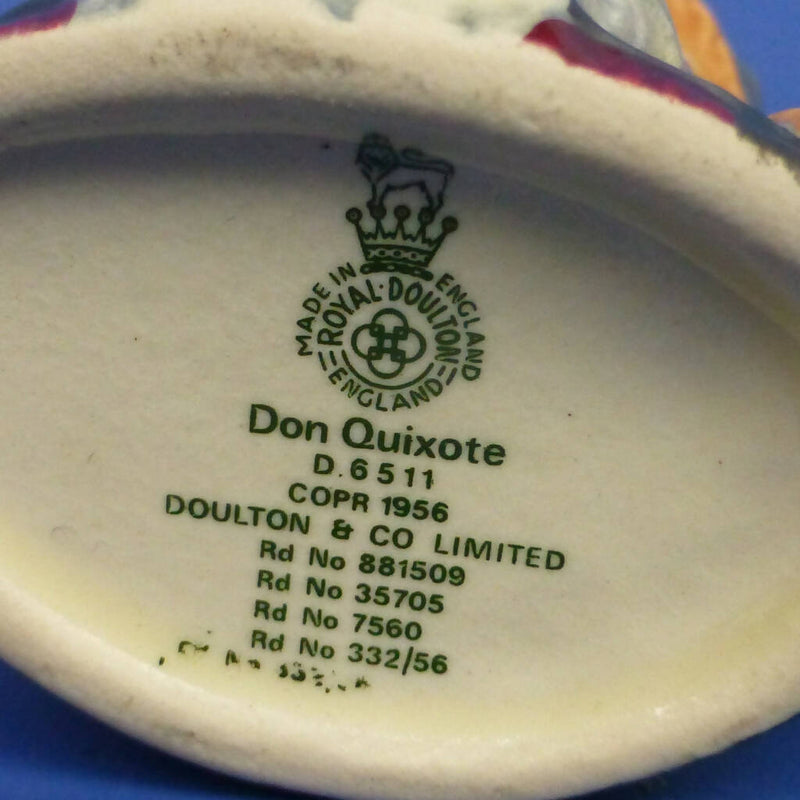 MADE IN ENGLAND
ROYAL·DOULTON
ENGLAND
Don Quixote
D.6511
COPR 1956
DOULTON & CO LIMITED
Rd No 881509
Rd No 35705
Rd No 7560
Rd No 332/56